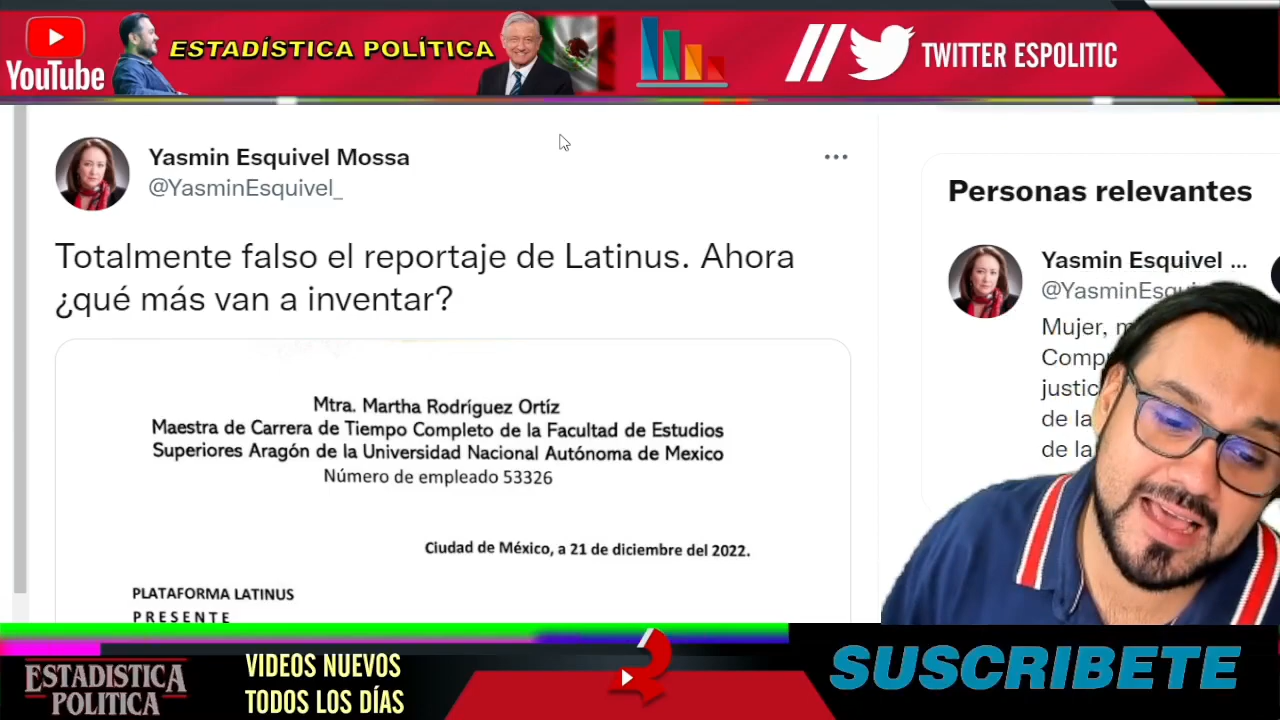 YouTube
ESTADÍSTICA POLÍTICA
TWITTER ESPOLITIC
Yasmin Esquivel Mossa
@YasminEsquivel_
Totalmente falso el reportaje de Latinus. Ahora
¿qué más van a inventar?
Mtra. Martha Rodríguez Ortíz
Maestra de Carrera de Tiempo Completo de la Facultad de Estudios
Superiores Aragón de la Universidad Nacional Autónoma de Mexico
Número de empleado 53326
Ciudad de México, a 21 de diciembre del 2022.
PLATAFORMA LATINUS
PRESENTE
Personas relevantes
Yasmin Esquivel ...
@YasminEsqu
Mujer,
de la
de la
ESTADISTICA
POLÍTICA
VIDEOS NUEVOS
TODOS LOS DÍAS
SUSCRIBETE